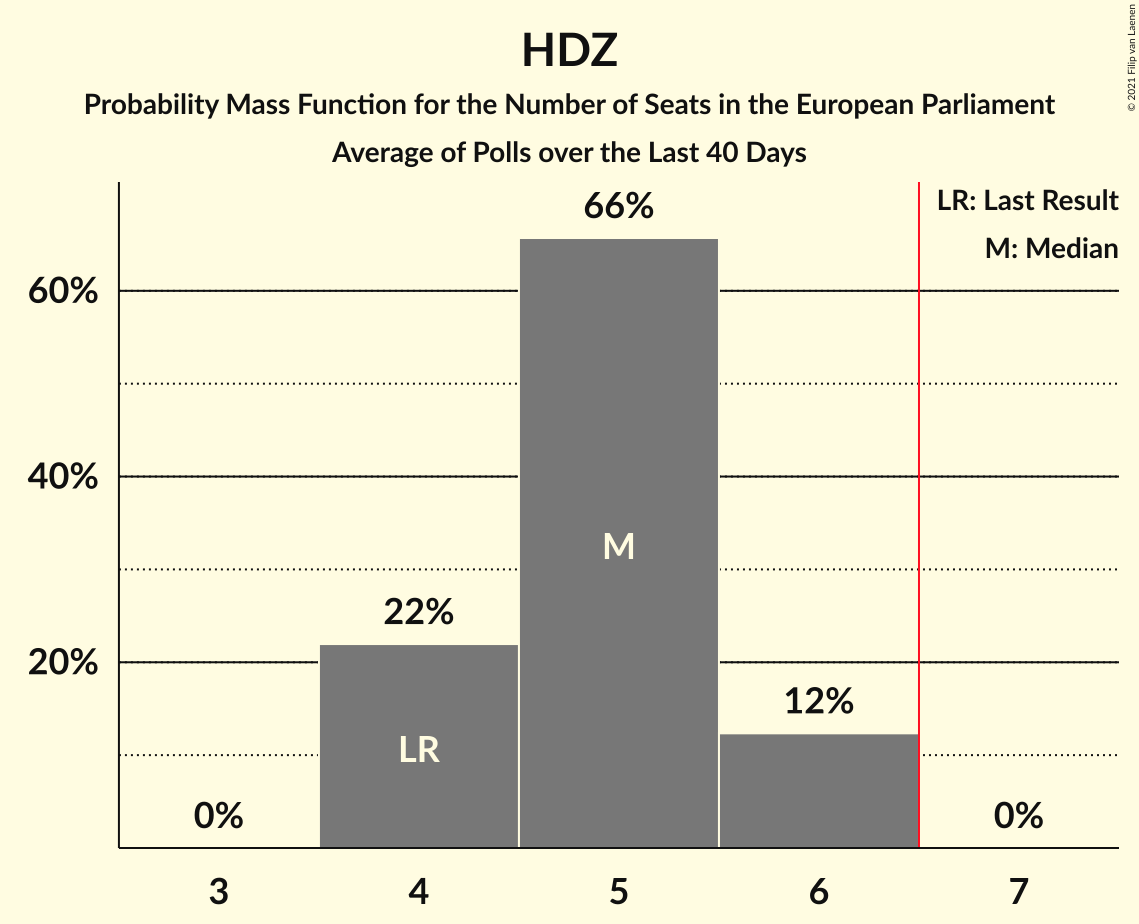 HDZ
Probability Mass Function for the Number of Seats in the European Parliament
Average of Polls over the Last 40 Days
© 2021 Filip van Laenen
LR: Last Result
M: Median
66%
60%
40%
M
22%
20%
12%
LR
0%
0%
3 4 5 6 7